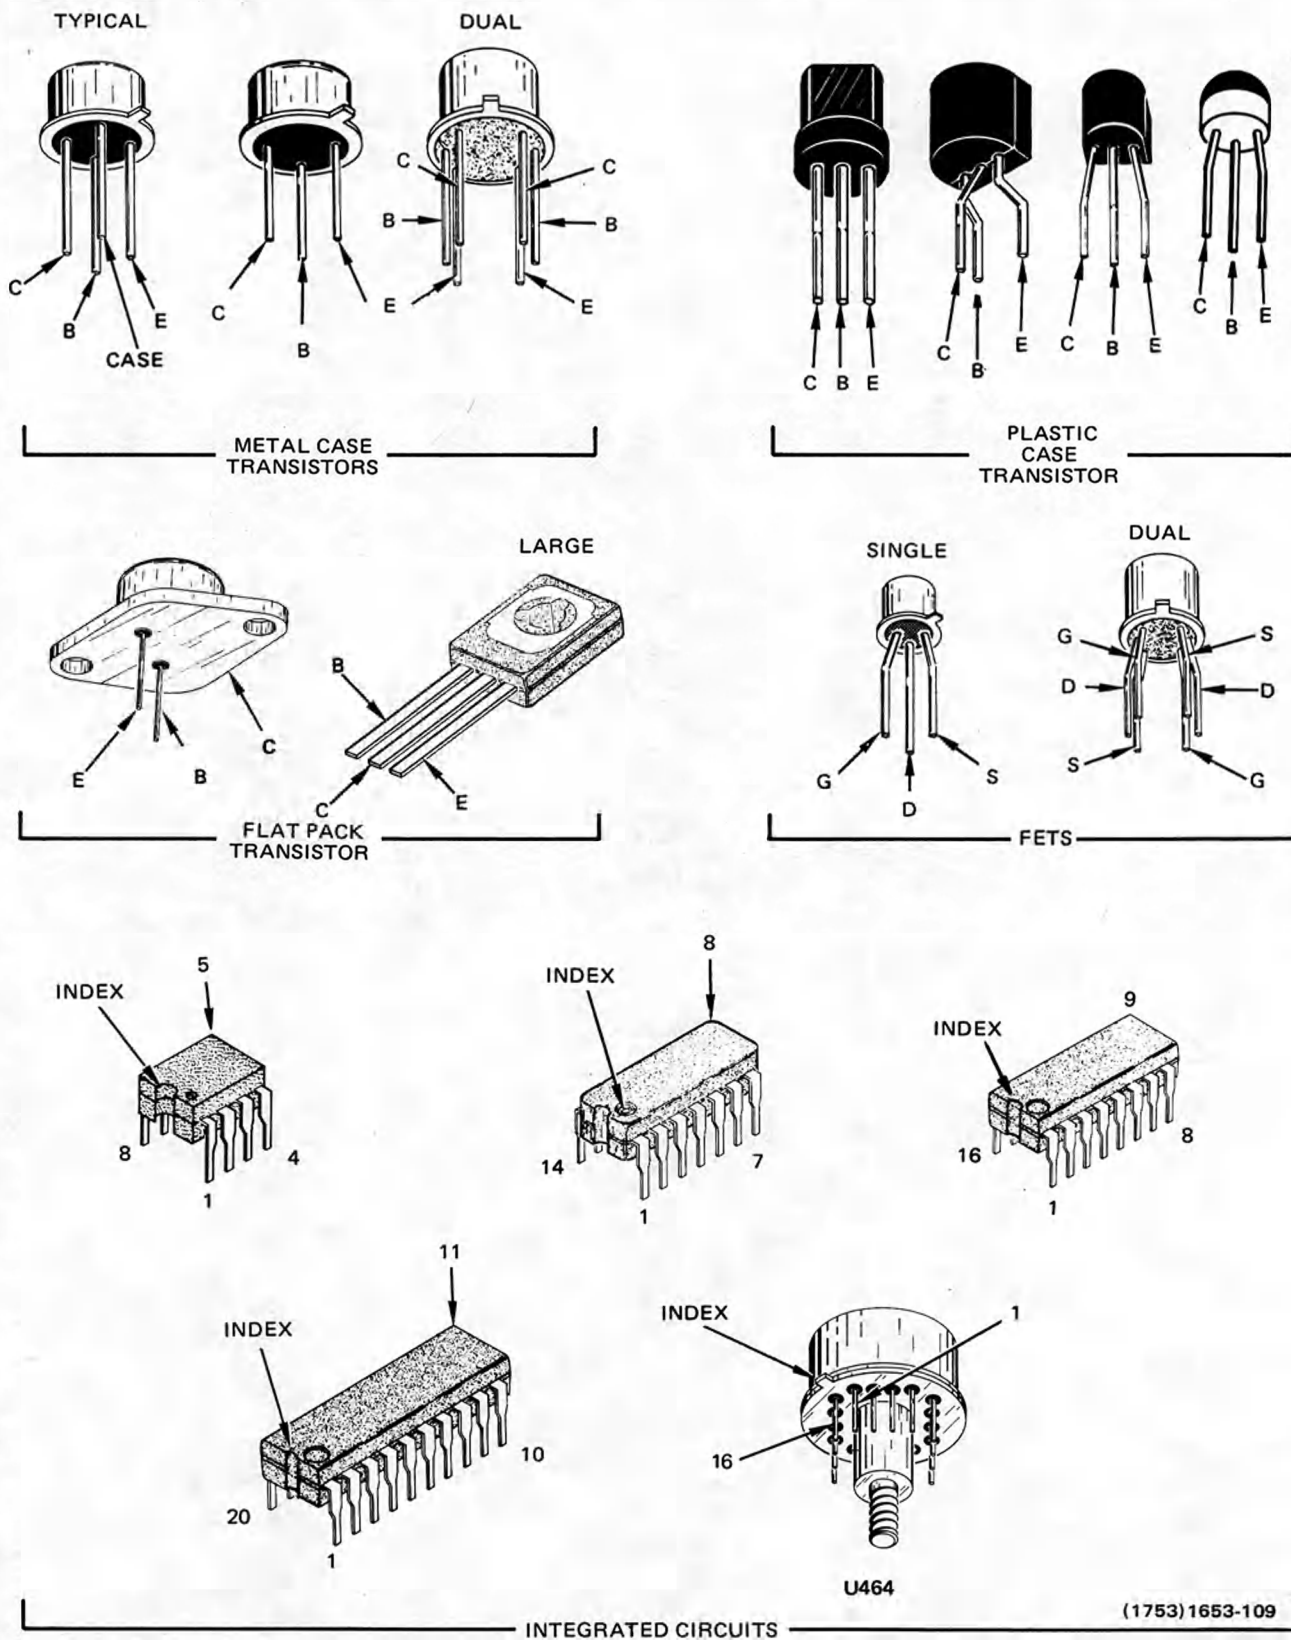 TYPICAL
DUAL
C
B
CASE
E
C
B
E
C
C
B
B
E
E
C
B
E
C
B
E
C
B
E
C
B
E
METAL CASE
TRANSISTORS
PLASTIC
CASE
TRANSISTOR
LARGE
SINGLE
DUAL
E
B
C
B
C
E
G
D
S
G
S
D
D
S
G
FLAT PACK
TRANSISTOR
FETS
5
INDEX
8
4
1
8
INDEX
14
7
1
9
INDEX
16
8
1
11
INDEX
10
20
1
INDEX
1
16
U464
(1753)1653-109
INTEGRATED CIRCUITS